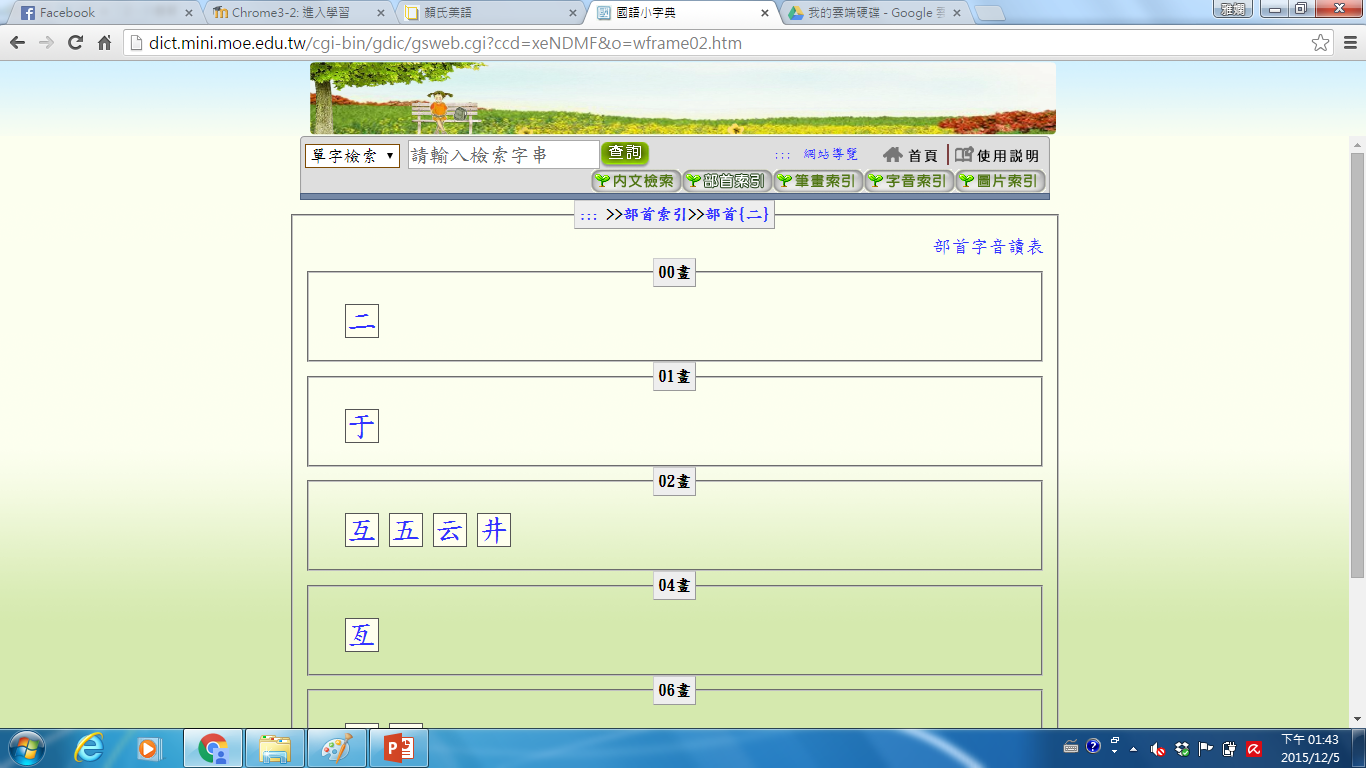 Facebook
Chrome3-2: 進入學習
顏氏美語
國語小字典
我的雲端硬碟 - Google 雲
雅嫻
dict.mini.moe.edu.tw/cgi-bin/gdic/gsweb.cgi?ccd=xeNDMF&o=wframe02.htm
單字檢索 請輸入檢索字串 查詢 ::: 網站導覽 首頁 使用說明
內文檢索 部首索引 筆畫索引 字音索引 圖片索引
::: >>部首索引>>部首{二}
部首字音讀表
00畫
二
01畫
于
02畫
互 五 云 井
04畫
亙
06畫
下午 01:43
2015/12/5